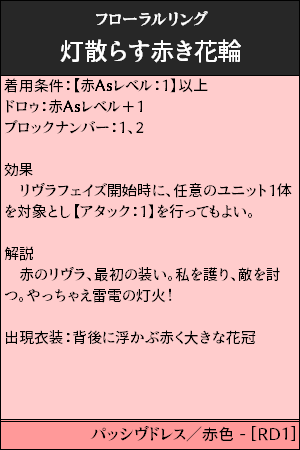 フローラルリング
灯散らす赤き花輪
着用条件：【赤Asレベル：1】以上
ドロゥ：赤Asレベル＋1
ブロックナンバー：1、2
効果
　リヴラフェイズ開始時に、任意のユニット1体
を対象とし【アタック：1】を行ってもよい。
解説
　赤のリヴラ、最初の装い。私を護り、敵を討
つ。やっちゃえ雷電の灯火！
出現衣装：背後に浮かぶ赤く大きな花冠
パッシヴドレス／赤色 - [RD1]